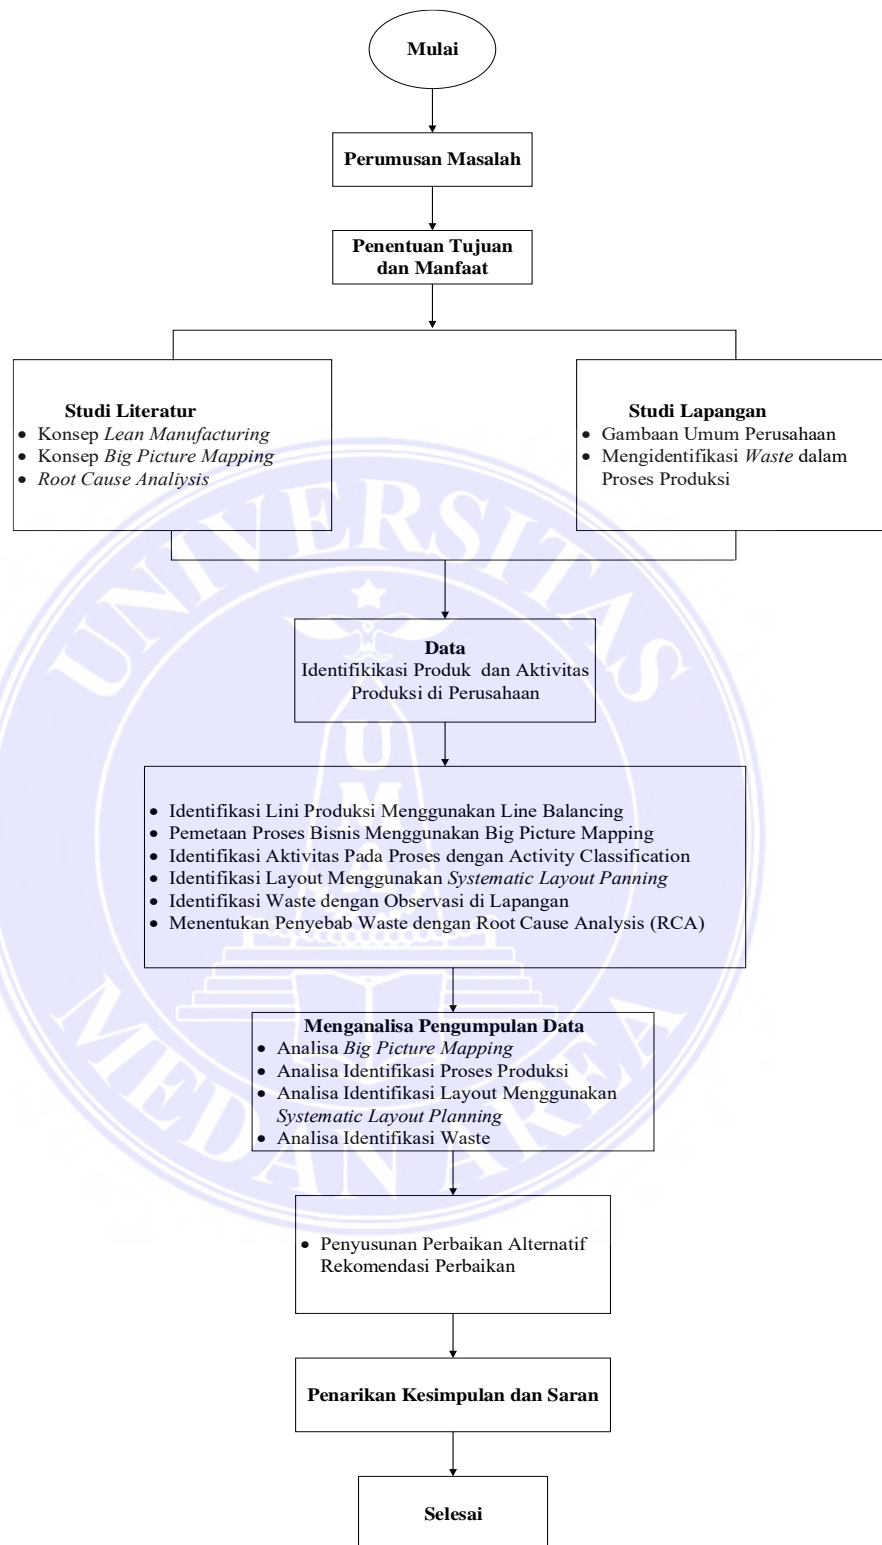 Mulai
Perumusan Masalah
Penentuan Tujuan
dan Manfaat
Studi Literatur
• Konsep Lean Manufacturing
• Konsep Big Picture Mapping
• Root Cause Analiysis
Studi Lapangan
• Gambaan Umum Perusahaan
• Mengidentifikasi Waste dalam
Proses Produksi
UNIVERSITAS
Data
Identifikikasi Produk dan Aktivitas
Produksi di Perusahaan
U
M
A
• Identifikasi Lini Produksi Menggunakan Line Balancing
• Pemetaan Proses Bisnis Menggunakan Big Picture Mapping
• Identifikasi Aktivitas Pada Proses dengan Activity Classification
• Identifikasi Layout Menggunakan Systematic Layout Panning
• Identifikasi Waste dengan Observasi di Lapangan
• Menentukan Penyebab Waste dengan Root Cause Analysis (RCA)
MEDAN AREA
Menganalisa Pengumpulan Data
• Analisa Big Picture Mapping
• Analisa Identifikasi Proses Produksi
• Analisa Identifikasi Layout Menggunakan
Systematic Layout Planning
• Analisa Identifikasi Waste
• Penyusunan Perbaikan Alternatif
Rekomendasi Perbaikan
Penarikan Kesimpulan dan Saran
Selesai